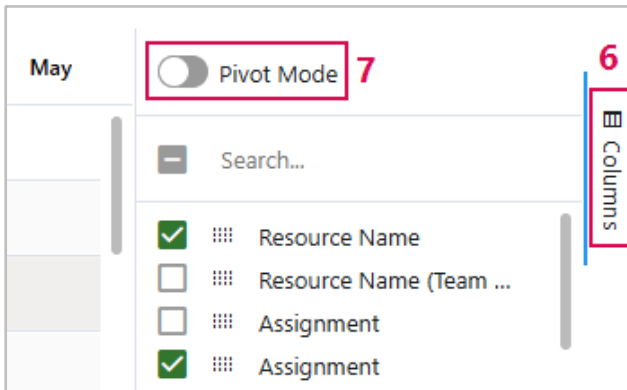 May
Pivot Mode
7
6
Columns
Search...
Resource Name
Resource Name (Team ...
Assignment
Assignment